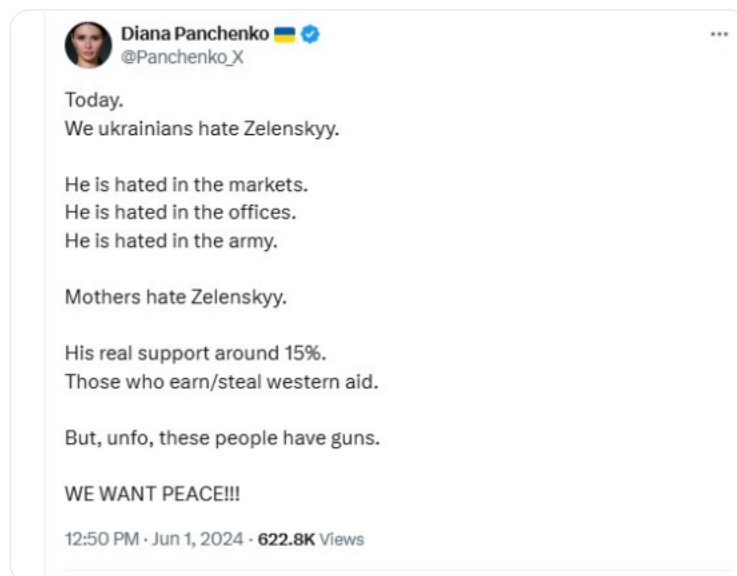 Diana Panchenko 🇺🇦
@Panchenko_X
Today.
We ukrainians hate Zelenskyy.
He is hated in the markets.
He is hated in the offices.
He is hated in the army.
Mothers hate Zelenskyy.
His real support around 15%.
Those who earn/steal western aid.
But, unfo, these people have guns.
WE WANT PEACE!!!
12:50 PM · Jun 1, 2024 · 622.8K Views